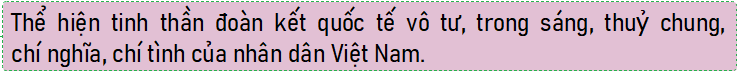 Thể hiện tinh thần đoàn kết quốc tế vô tư, trong sáng, thuỷ chung,
chí nghĩa, chí tình của nhân dân Việt Nam.